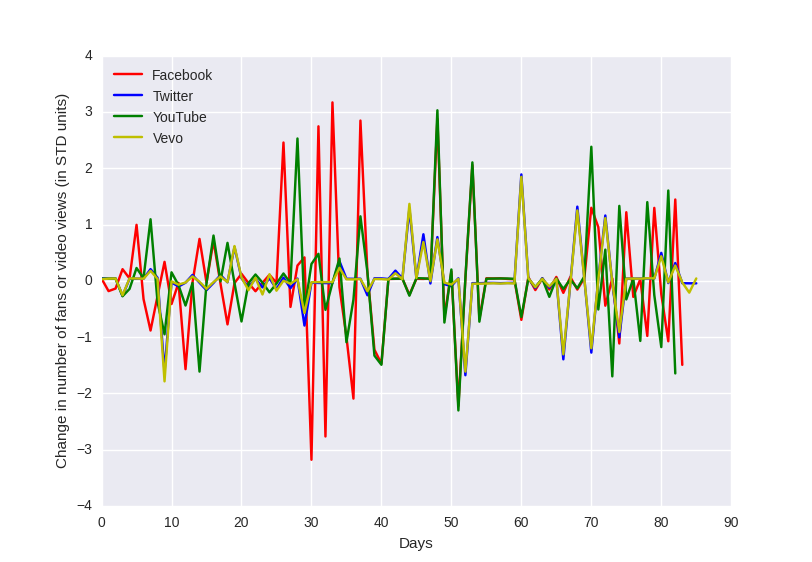 Change in number of fans or video views (in STD units)
4
3
2
1
0
−1
−2
−3
−4
Facebook
Twitter
YouTube
Vevo
0 10 20 30 40 50 60 70 80 90
Days